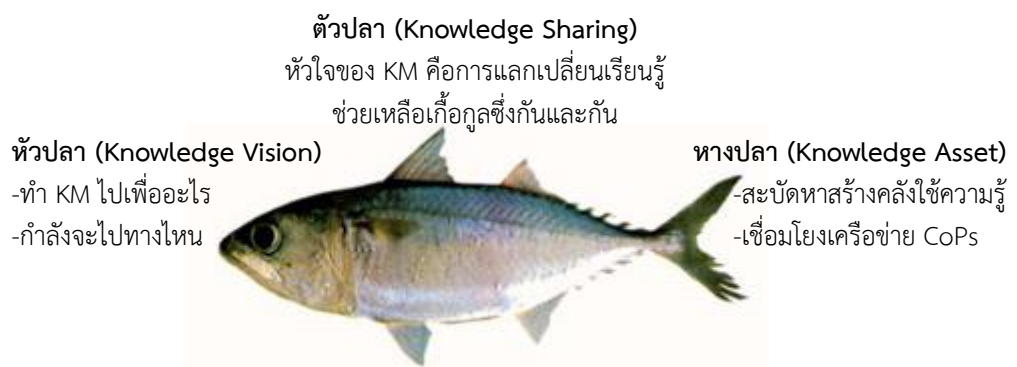 ตัวปลา (Knowledge Sharing)
หัวใจของ KM คือการแลกเปลี่ยนเรียนรู้
ช่วยเหลือเกื้อกูลซึ่งกันและกัน
หัวปลา (Knowledge Vision)
-ทำ KM ไปเพื่ออะไร
-กำลังจะไปทางไหน
หางปลา (Knowledge Asset)
-สะบัดหาสร้างคลังใช้ความรู้
-เชื่อมโยงเครือข่าย CoPs